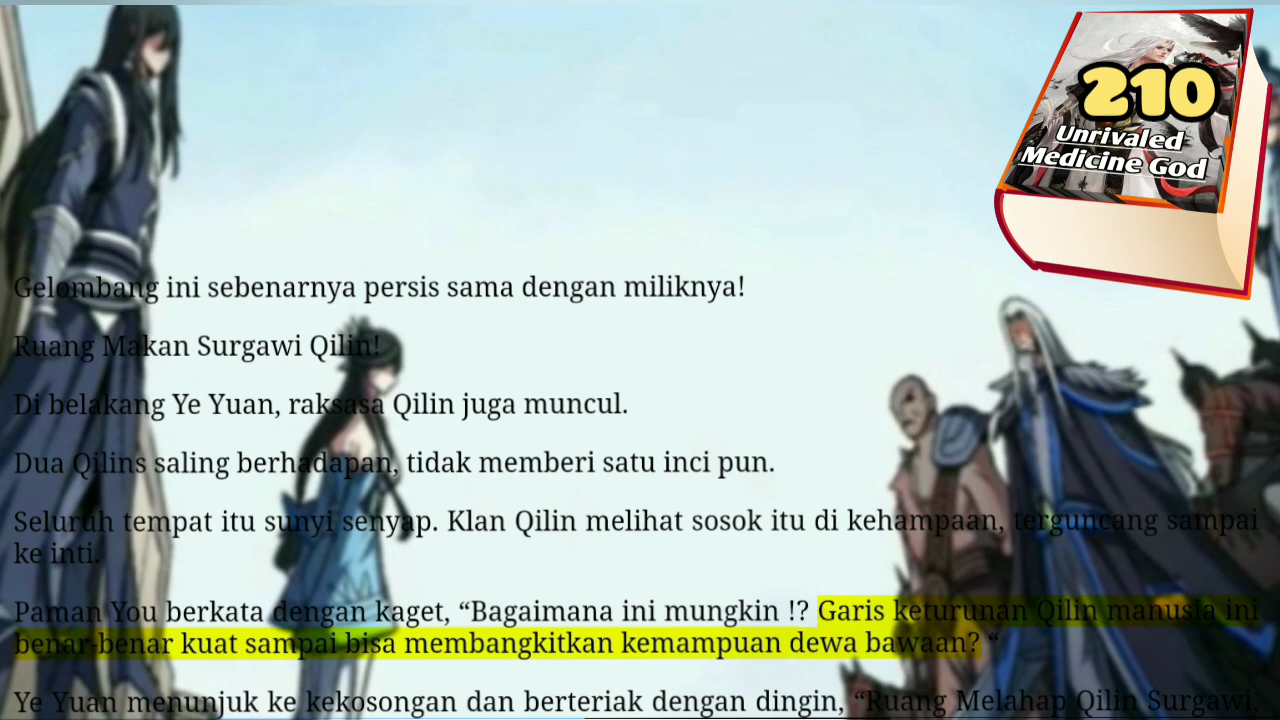 210
Unrivaled
Medicine God
Gelombang ini sebenarnya persis sama dengan miliknya!
Ruang Makan Surgawi Qilin!
Di belakang Ye Yuan, raksasa Qilin juga muncul.
Dua Qilins saling berhadapan, tidak memberi satu inci pun.
Seluruh tempat itu sunyi senyap. Klan Qilin melihat sosok itu di kehampaan, terguncang sampai
ke inti.
Paman You berkata dengan kaget, “Bagaimana ini mungkin !? Garis keturunan Qilin manusia ini
benar-benar kuat sampai bisa membangkitkan kemampuan dewa bawaan? “
Ye Yuan menunjuk ke kekosongan dan berteriak dengan dingin, “Ruang Melahap Qilin Surgawi,